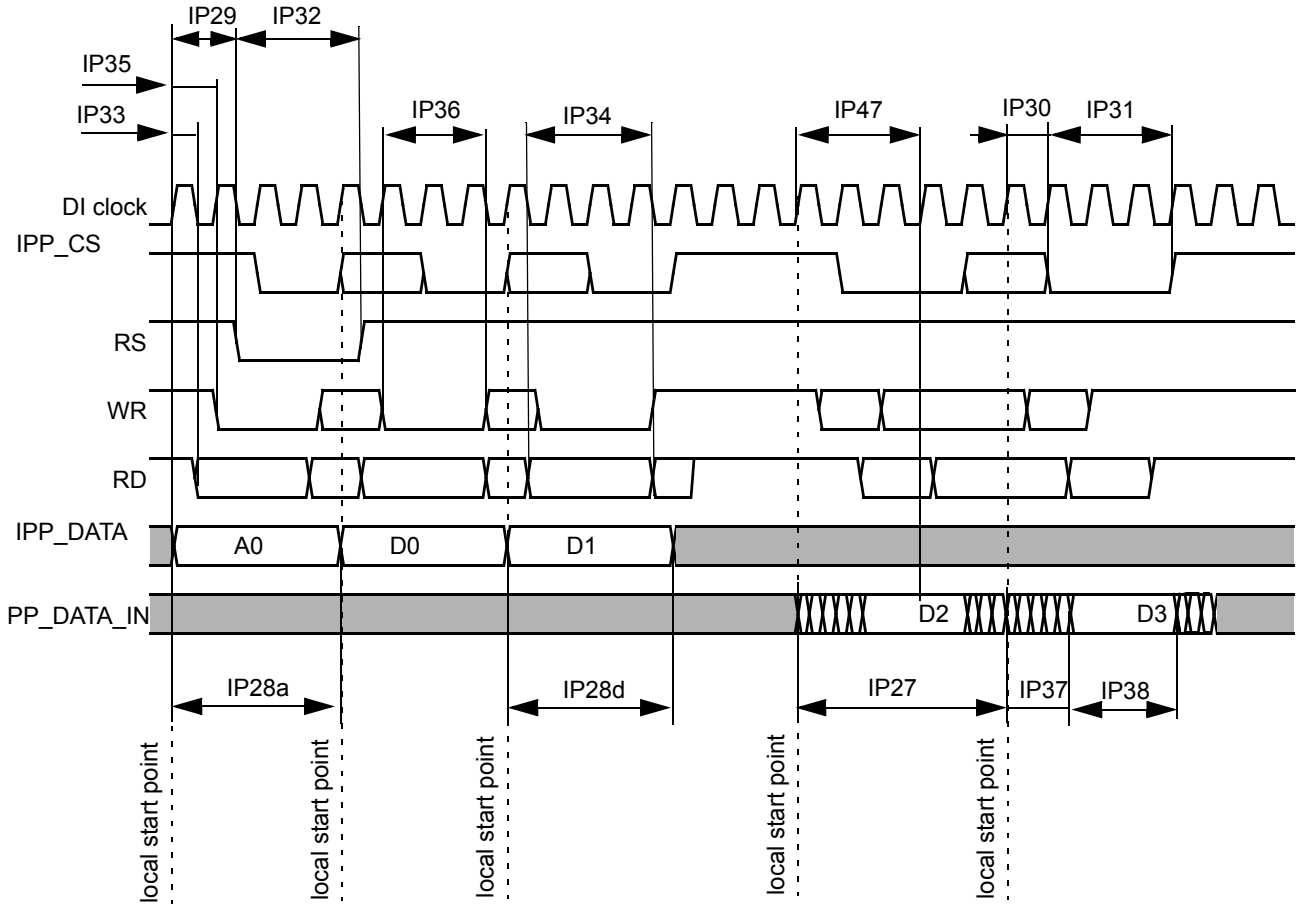 IP29
IP32
IP35
IP33
IP36
IP34
IP47
IP30
IP31
DI clock
IPP_CS
RS
WR
RD
IPP_DATA
A0
D0
D1
PP_DATA_IN
D2
D3
IP28a
IP28d
IP27
IP37
IP38
local start point
local start point
local start point
local start point
local start point